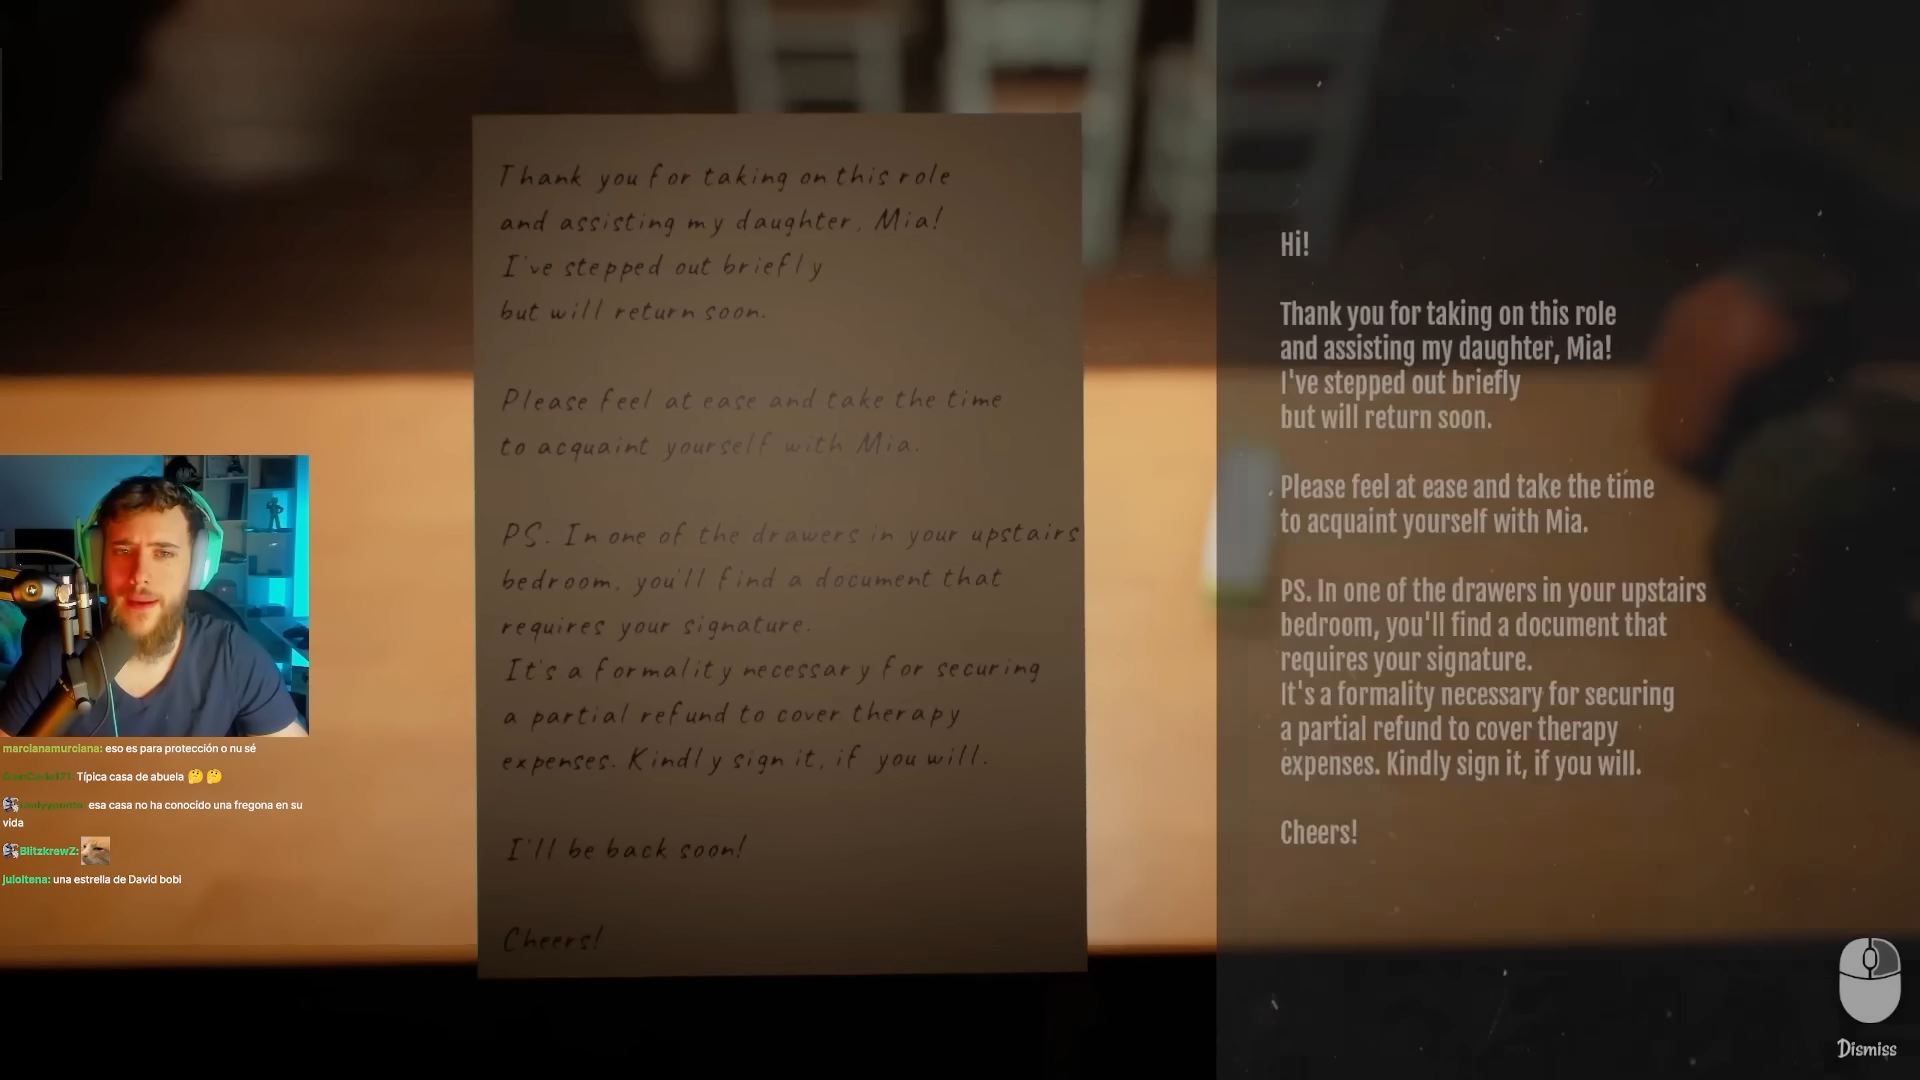 Thank you for taking on this role
and assisting my daughter, Mia!
I've stepped out briefly
but will return soon.
Please feel at ease and take the time
to acquaint yourself with Mia.
PS. In one of the drawers in your upstairs
bedroom, you'll find a document that
requires your signature.
It's a formality necessary for securing
a partial refund to cover therapy
expenses. Kindly sign it, if you will.
I'll be back soon!
Cheers!
Hi!
Thank you for taking on this role
and assisting my daughter, Mia!
I've stepped out briefly
but will return soon.
Please feel at ease and take the time
to acquaint yourself with Mia.
PS. In one of the drawers in your upstairs
bedroom, you'll find a document that
requires your signature.
It's a formality necessary for securing
a partial refund to cover therapy
expenses. Kindly sign it, if you will.
Cheers!
marcianamurciana: eso es para protección o nu sé
Típica casa de abuela 🤔 🤔
esa casa no ha conocido una fregona en su
vida
BlitzkrewZ:
juloltena: una estrella de David bobi
Dismiss